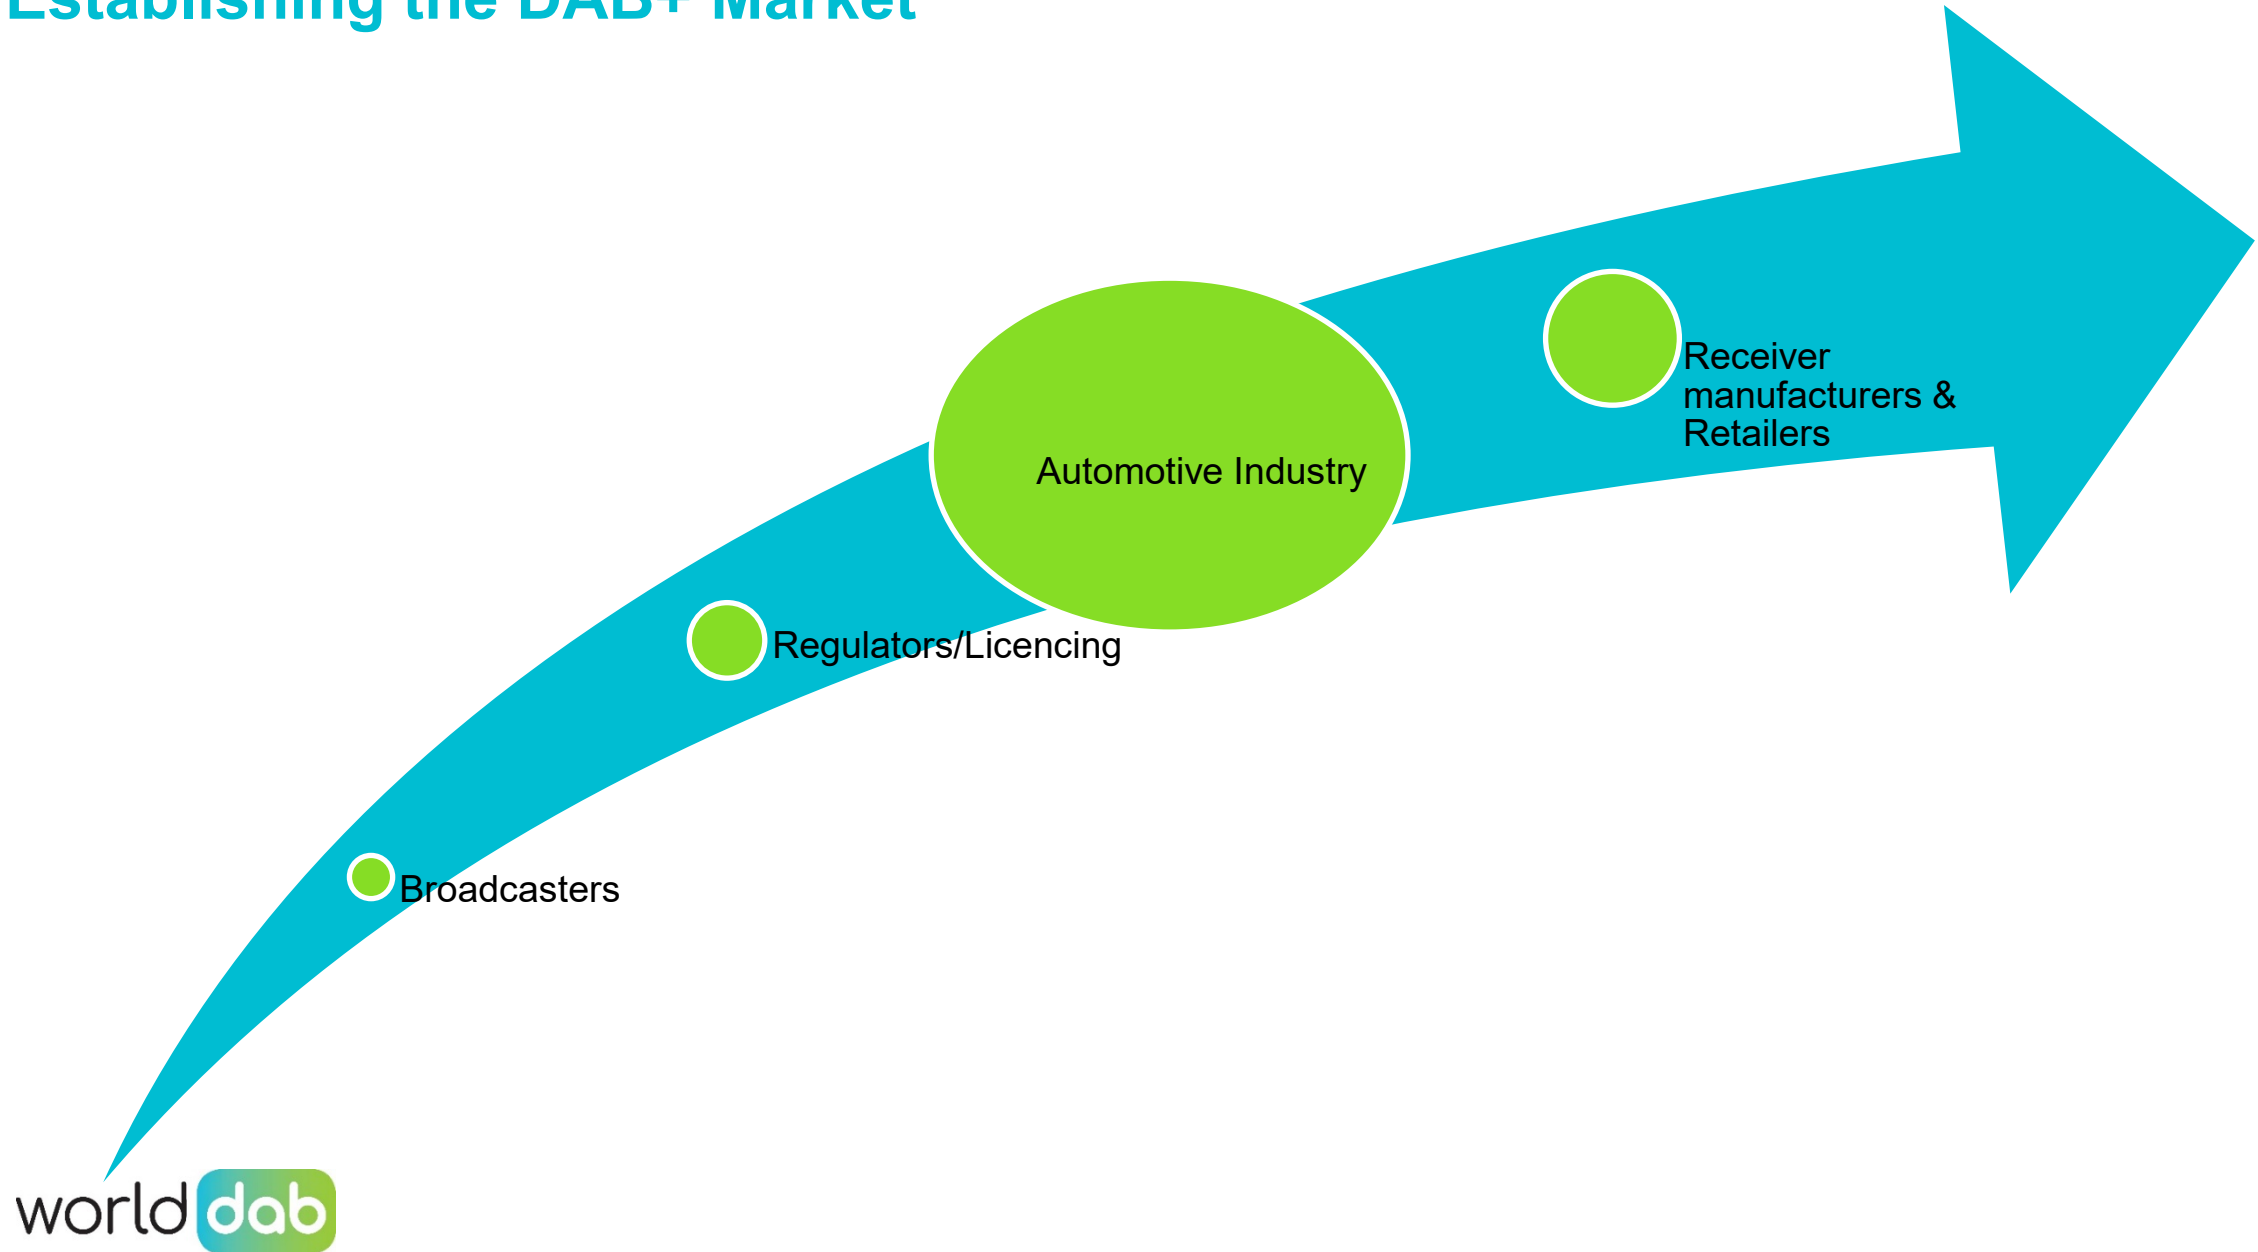 Establishing the DAB+ Market
Receiver
manufacturers &
Retailers
Automotive Industry
Regulators/Licencing
Broadcasters
world dab